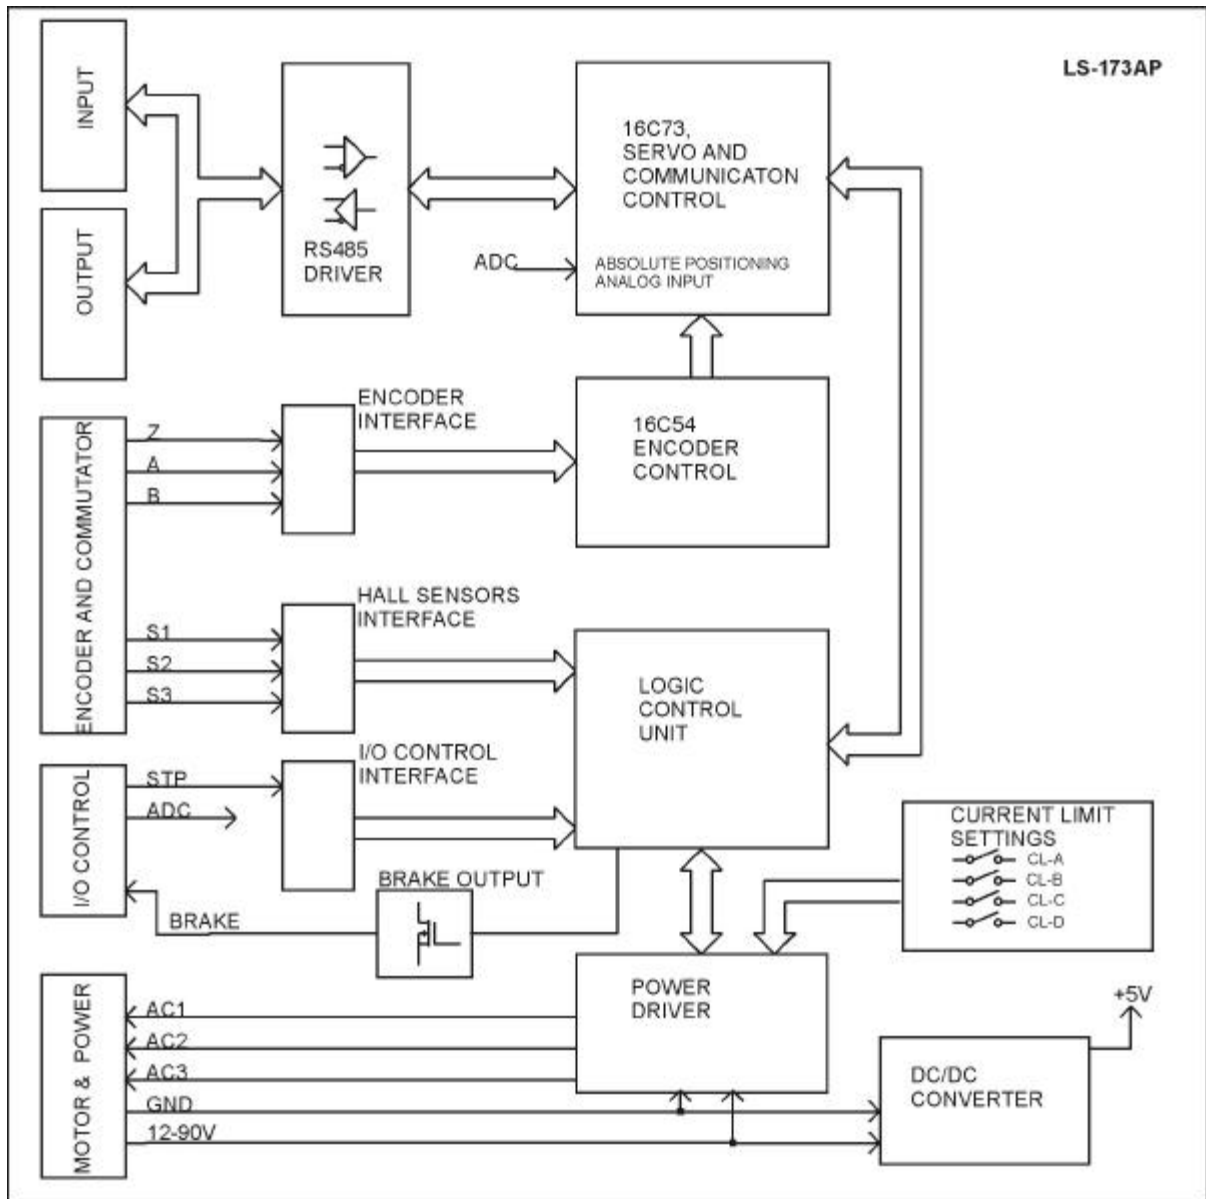 LS-173AP
INPUT
OUTPUT
RS485
DRIVER
16C73,
SERVO AND
COMMUNICATON
CONTROL
ADC
ABSOLUTE POSITIONING
ANALOG INPUT
ENCODER AND COMMUTATOR
Z
A
B
ENCODER
INTERFACE
16C54
ENCODER
CONTROL
S1
S2
S3
HALL SENSORS
INTERFACE
LOGIC
CONTROL
UNIT
I/O CONTROL
STP
ADC
BRAKE
I/O CONTROL
INTERFACE
BRAKE OUTPUT
CURRENT LIMIT
SETTINGS
CL-A
CL-B
CL-C
CL-D
MOTOR & POWER
AC1
AC2
AC3
GND
12-90V
POWER
DRIVER
DC/DC
CONVERTER
+5V